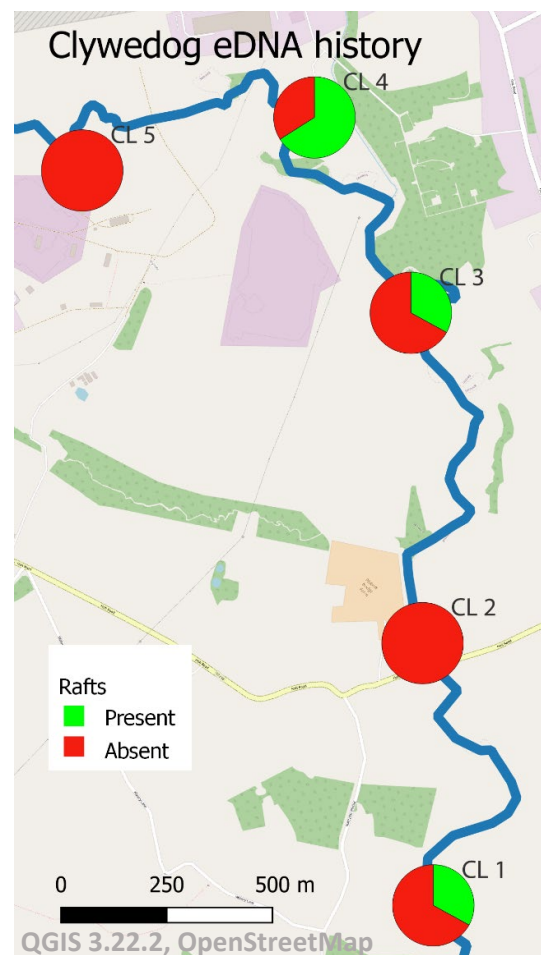 Clywedog eDNA history
CL 4
CL 5
CL 3
CL 2
Rafts
Present
Absent
CL 1
0 250 500 m
QGIS 3.22.2, OpenStreetMap